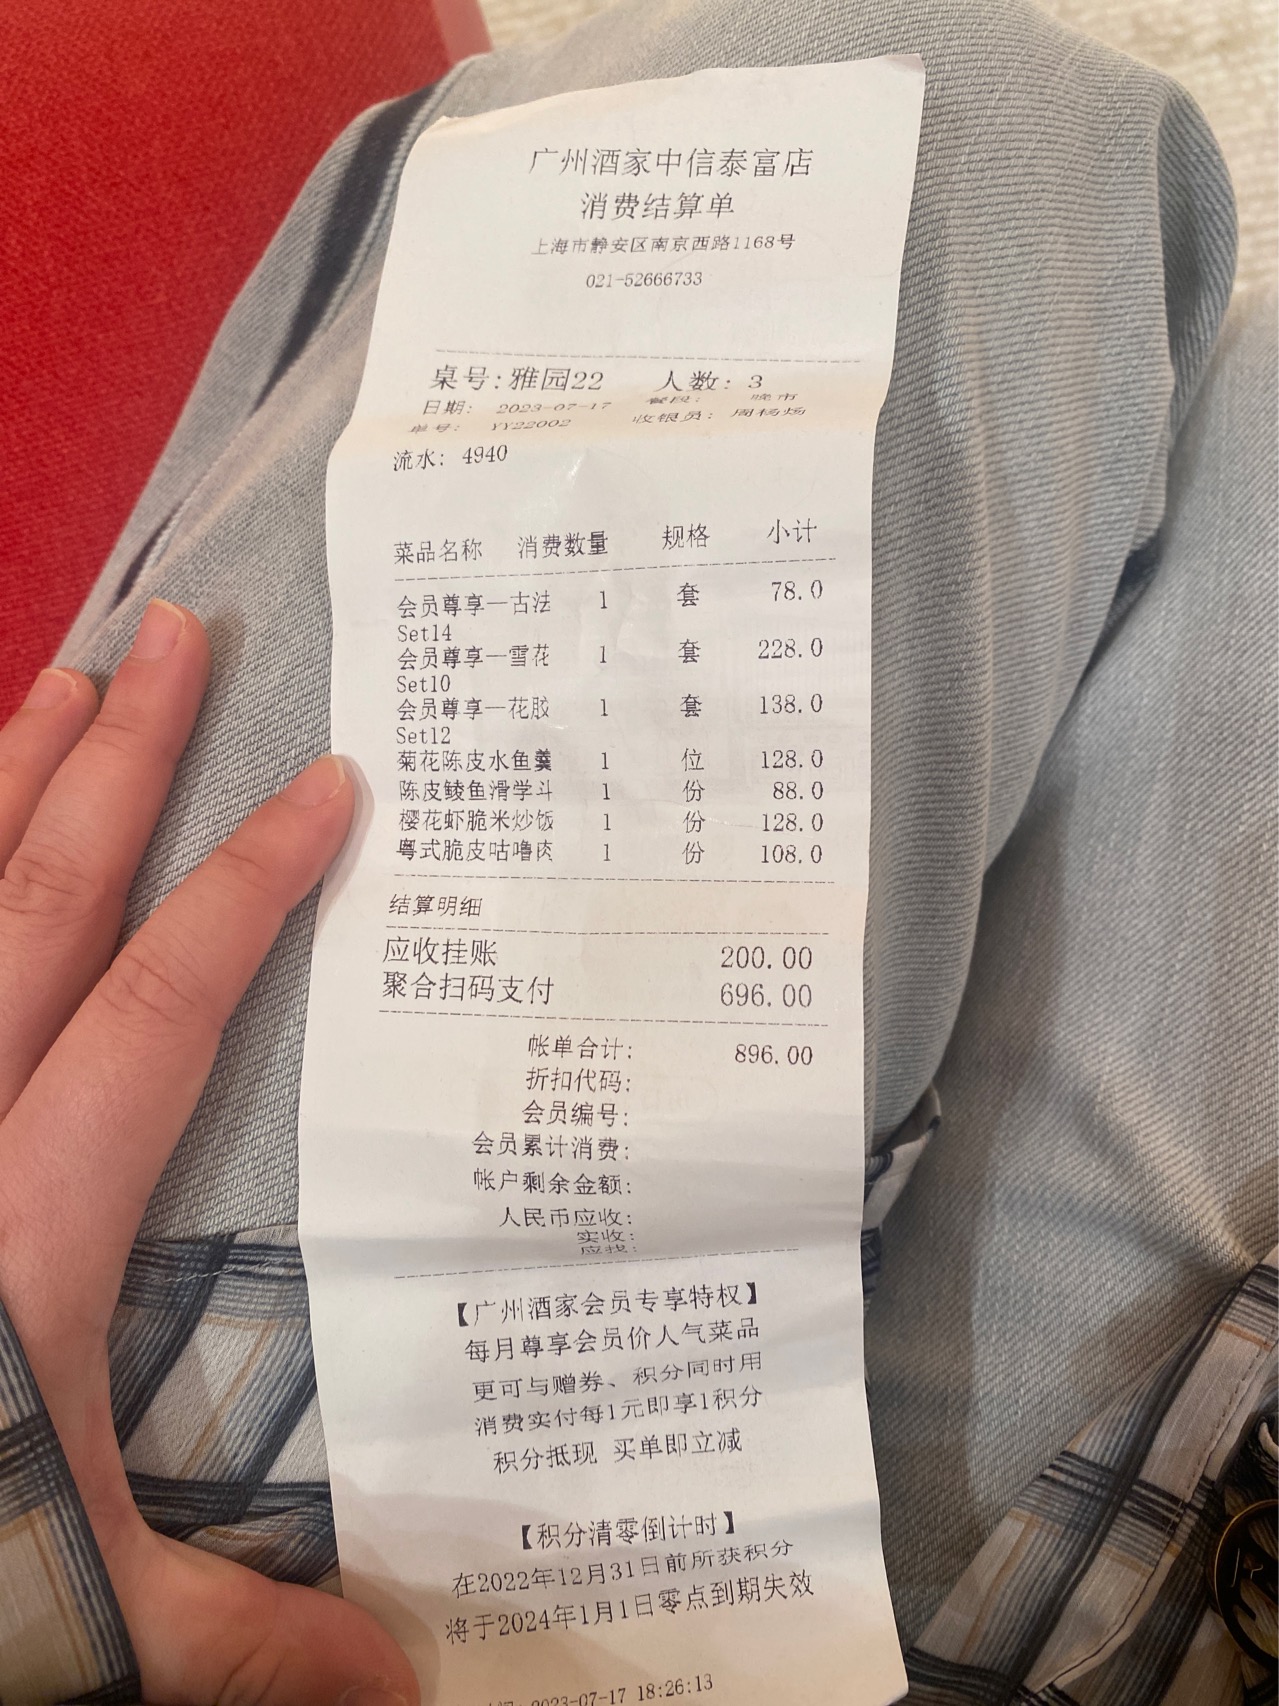 广州酒家中信泰富店
消费结算单
上海市静安区南京西路1168号
021-52666733
桌号:雅园22 人数: 3
日期: 2023-07-17 餐段: 晚市
单号: YY22002 收银员: 周杨炀
流水: 4940
菜品名称 消费数量 规格 小计
会员尊享一古法 1 套 78.0
Set14
会员尊享一雪花 1 套 228.0
Set10
会员尊享一花胶 1 套 138.0
Set12
菊花陈皮水鱼羹 1 位 128.0
陈皮鲮鱼滑学斗 1 份 88.0
樱花虾脆米炒饭 1 份 128.0
粤式脆皮咕噜肉 1 份 108.0
结算明细
应收挂账 200.00
聚合扫码支付 696.00
帐单合计: 896.00
折扣代码:
会员编号:
会员累计消费:
帐户剩余金额:
人民币应收:
实收:
应找:
【广州酒家会员专享特权】
每月尊享会员价人气菜品
更可与赠券、积分同时用
消费实付每1元即享1积分
积分抵现 买单即立减
【积分清零倒计时】
在2022年12月31日前所获积分
将于2024年1月1日零点到期失效
2023-07-17 18:26:13